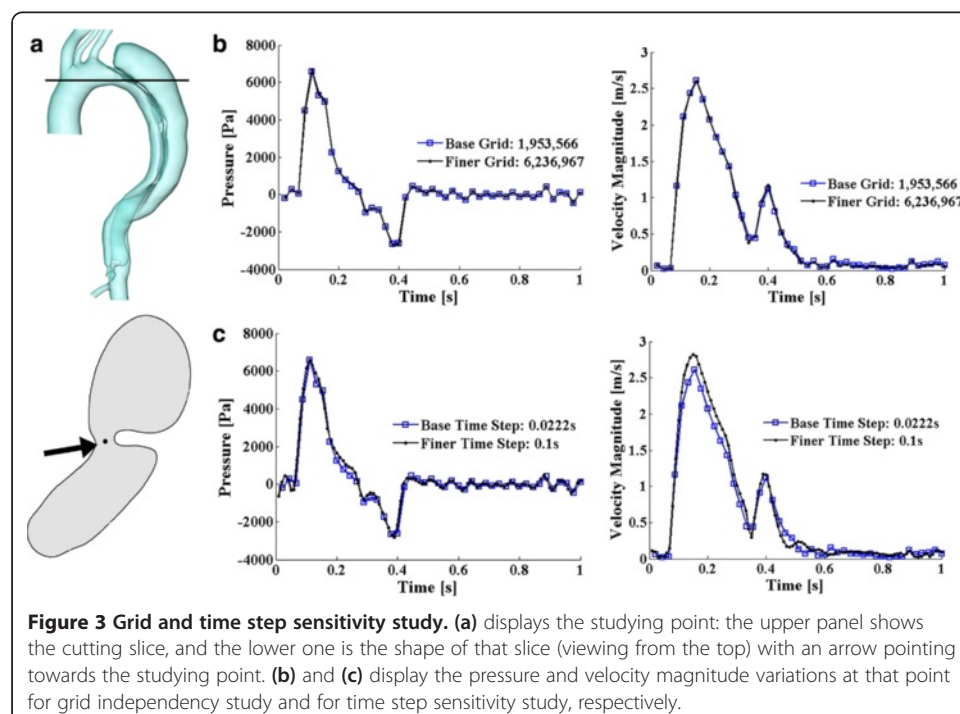 a
b
8000
6000
4000
2000
0
-2000
-4000
Pressure [Pa]
Base Grid: 1,953,566
Finer Grid: 6,236,967
0 0.2 0.4 0.6 0.8 1
Time [s]
3
2.5
2
1.5
1
0.5
0
Velocity Magnitude [m/s]
Base Grid: 1,953,566
Finer Grid: 6,236,967
0 0.2 0.4 0.6 0.8 1
Time [s]
c
8000
6000
4000
2000
0
-2000
-4000
Pressure [Pa]
Base Time Step: 0.0222s
Finer Time Step: 0.1s
0 0.2 0.4 0.6 0.8 1
Time [s]
3
2.5
2
1.5
1
0.5
0
Velocity Magnitude [m/s]
Base Time Step: 0.0222s
Finer Time Step: 0.1s
0 0.2 0.4 0.6 0.8 1
Time [s]
Figure 3 Grid and time step sensitivity study. (a) displays the studying point: the upper panel shows
the cutting slice, and the lower one is the shape of that slice (viewing from the top) with an arrow pointing
towards the studying point. (b) and (c) display the pressure and velocity magnitude variations at that point
for grid independency study and for time step sensitivity study, respectively.